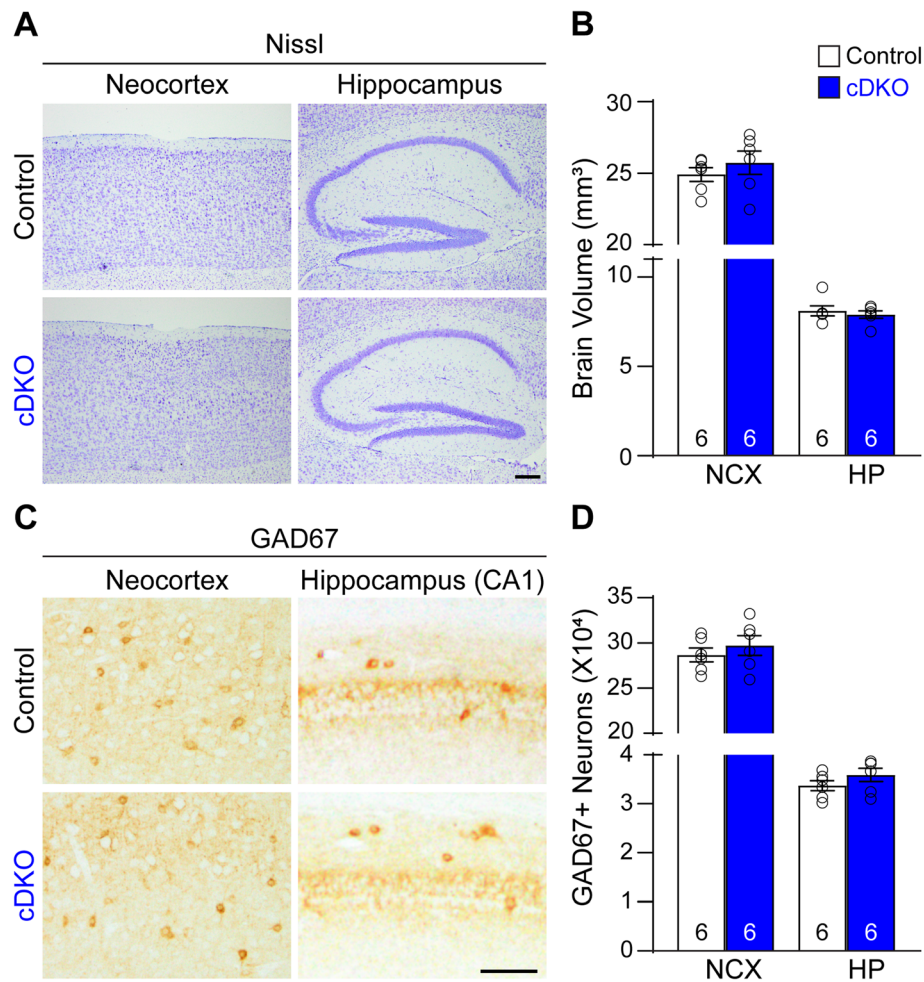 A
Nissl
Neocortex
Hippocampus
Control
cDKO
B
Control
cDKO
Brain Volume (mm³)
30
25
20
10
5
0
6
6
6
6
NCX
HP
C
GAD67
Neocortex
Hippocampus (CA1)
Control
cDKO
D
GAD67+ Neurons (X10⁴)
35
30
25
20
4
3
2
1
0
6
6
6
6
NCX
HP